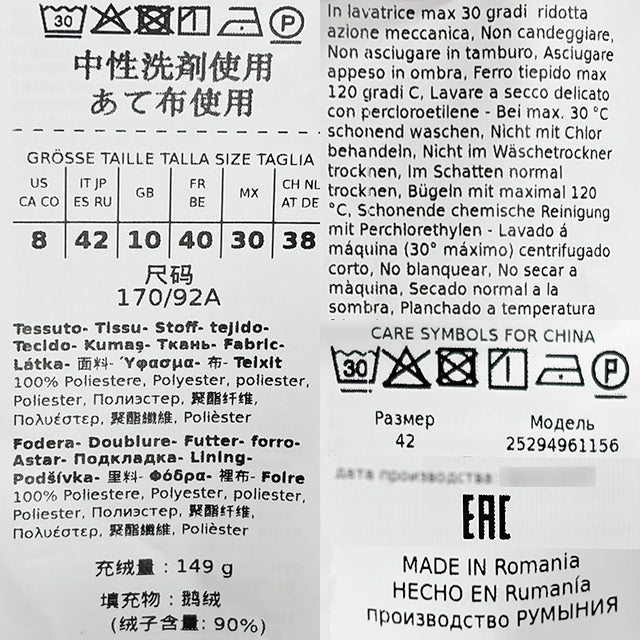 30
P
中性洗剤使用
あて布使用
GRÖSSE TAILLE TALLA SIZE TAGLIA
US CA CO
IT JP ES RU
GB
FR BE
MX
CH NL AT DE
8 42 10 40 30 38
尺码
170/92A
Tessuto- Tissu- Stoff- tejido-
Tecido- Kumaş- Ткань- Fabric-
Látka- 面料- Ύφασμα- 布- Teixit
100% Poliestere, Polyester, poliester,
Poliester, Полиэстер, 聚酯纤维,
Πολυέστερ, 聚酯繊維, Polièster
Fodera- Doublure- Futter- forro-
Astar- Подкладка- Lining-
Podšívka- 里料- Φόδρα- 裡布- Folre
100% Poliestere, Polyester, poliester,
Poliester, Полиэстер, 聚酯纤维,
Πολυέστερ, 聚酯繊維, Polièster
充绒量：149 g
填充物：鹅绒
(绒子含量: 90%)
In lavatrice max 30 gradi ridotta
azione meccanica, Non candeggiare,
Non asciugare in tamburo, Asciugare
appeso in ombra, Ferro tiepido max
120 gradi C, Lavare a secco delicato
con percloroetilene - Bei max. 30 °C
schonend waschen, Nicht mit Chlor
behandeln, Nicht im Wäschetrockner
trocknen, Im Schatten normal
trocknen, Bügeln mit maximal 120
°C, Schonende chemische Reinigung
mit Perchlorethylen - Lavado á
máquina (30° máximo) centrifugado
corto, No blanquear, No secar a
màquina, Secado normal a la
sombra, Planchado a temperatura
CARE SYMBOLS FOR CHINA
30
P
Размер
42
Модель
25294961156
дата производства:
EAC
MADE IN Romania
HECHO EN Rumanía
производство РУМЫНИЯ